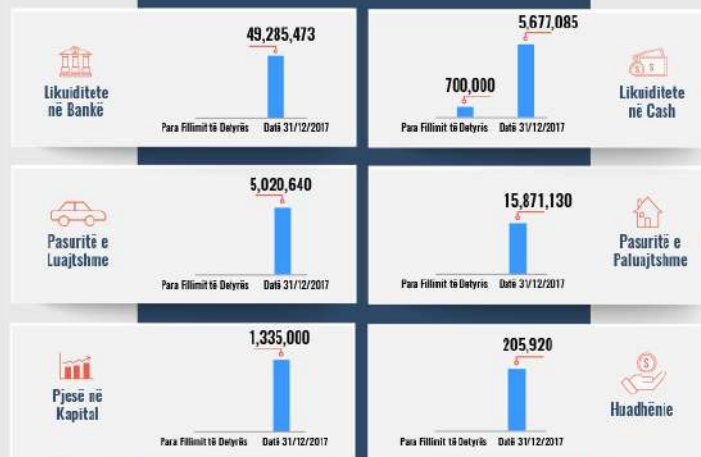 49,285,473
Likuiditete
në Bankë
Para Fillimit të Detyrës Datë 31/12/2017
5,677,085
700,000
Likuiditete
në Cash
Para Fillimit të Detyrës Datë 31/12/2017
5,020,640
Pasuritë e
Luajtshme
Para Fillimit të Detyrës Datë 31/12/2017
15,871,130
Pasuritë e
Paluajtshme
Para Fillimit të Detyrës Datë 31/12/2017
1,335,000
Pjesë në
Kapital
Para Fillimit të Detyrës Datë 31/12/2017
205,920
Huadhënie
Para Fillimit të Detyrës Datë 31/12/2017